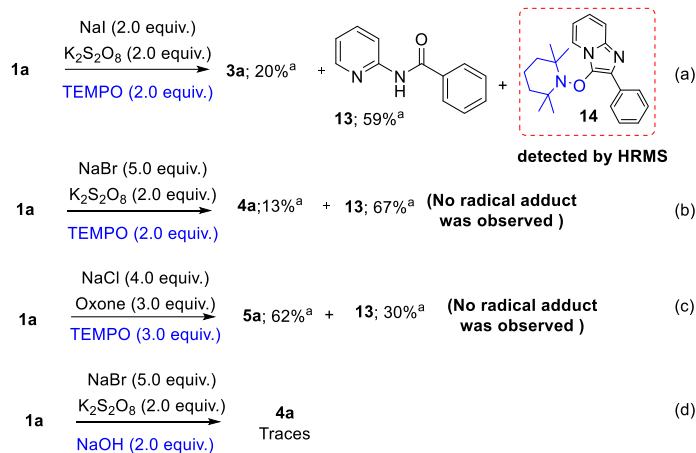 NaI (2.0 equiv.)
K2S2O8 (2.0 equiv.)
1a
TEMPO (2.0 equiv.)
3a; 20%a
+
N
N
H
O
13; 59%a
+
N
N
N
O
14
(a)
detected by HRMS
NaBr (5.0 equiv.)
K2S2O8 (2.0 equiv.)
1a
TEMPO (2.0 equiv.)
4a;13%a + 13; 67%a (No radical adduct
was observed )
(b)
NaCl (4.0 equiv.)
Oxone (3.0 equiv.)
1a
TEMPO (3.0 equiv.)
5a; 62%a + 13; 30%a (No radical adduct
was observed )
(c)
NaBr (5.0 equiv.)
K2S2O8 (2.0 equiv.)
1a
NaOH (2.0 equiv.)
4a
Traces
(d)